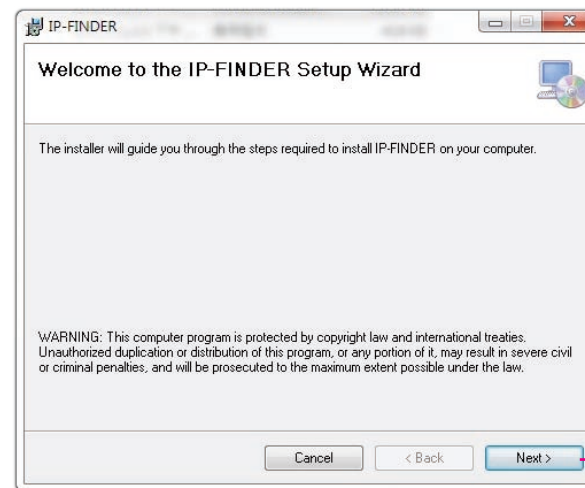 IP-FINDER
Welcome to the IP-FINDER Setup Wizard
The installer will guide you through the steps required to install IP-FINDER on your computer.
WARNING: This computer program is protected by copyright law and international treaties.
Unauthorized duplication or distribution of this program, or any portion of it, may result in severe civil
or criminal penalties, and will be prosecuted to the maximum extent possible under the law.
Cancel < Back Next >